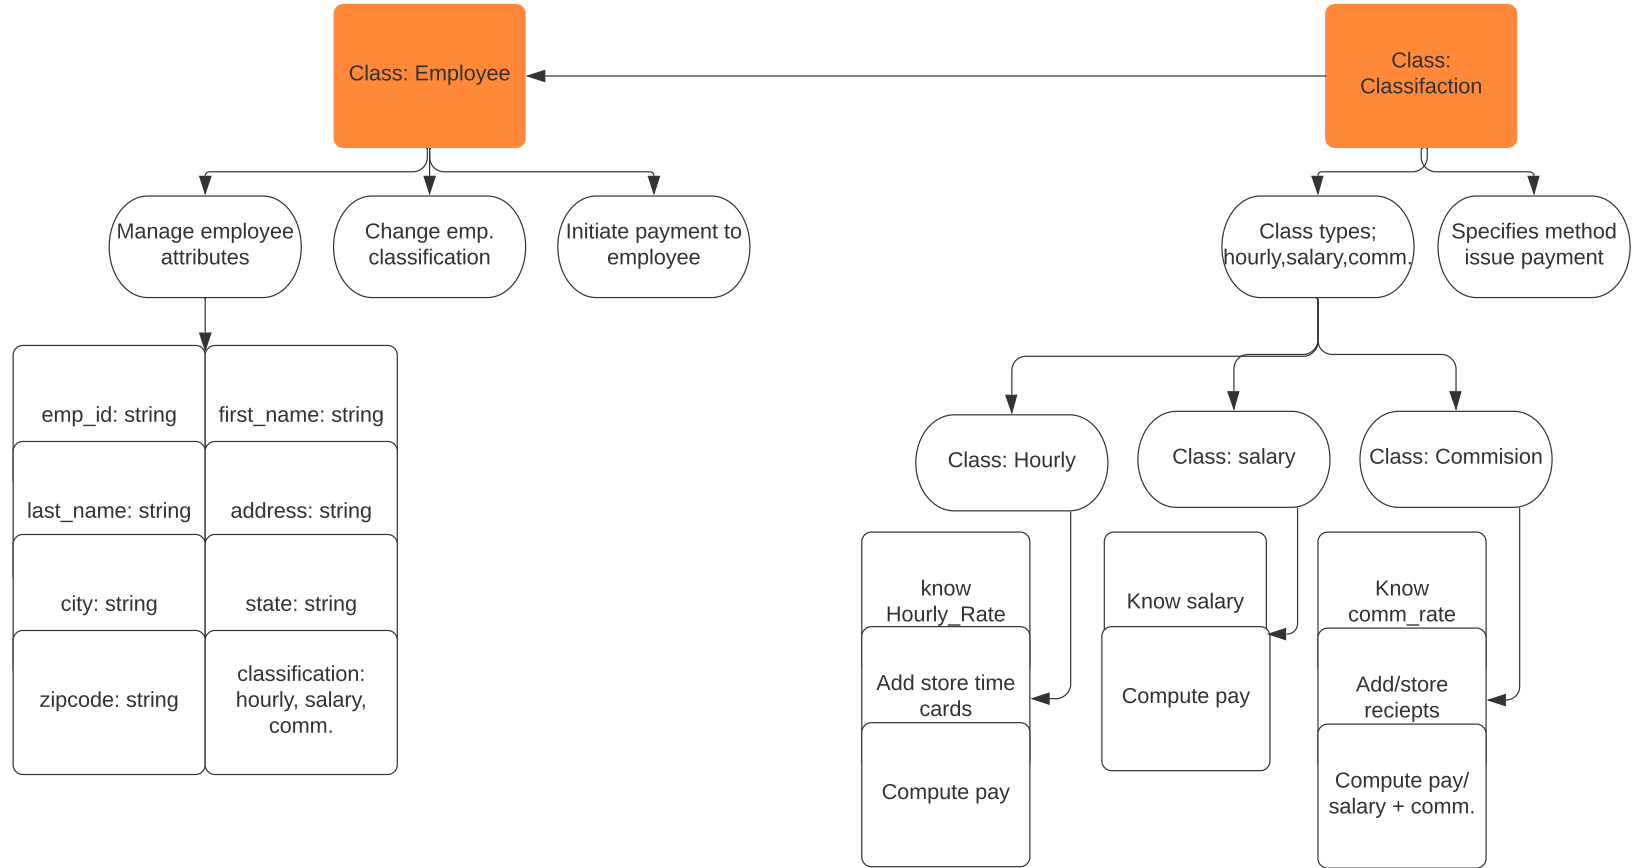 Class: Employee
Class:
Classifaction
Manage employee
attributes
Change emp.
classification
Initiate payment to
employee
Class types;
hourly,salary,comm.
Specifies method
issue payment
emp_id: string
first_name: string
last_name: string
address: string
city: string
state: string
zipcode: string
classification:
hourly, salary,
comm.
Class: Hourly
Class: salary
Class: Commision
know
Hourly_Rate
Add store time
cards
Compute pay
Know salary
Compute pay
Know
comm_rate
Add/store
reciepts
Compute pay/
salary + comm.